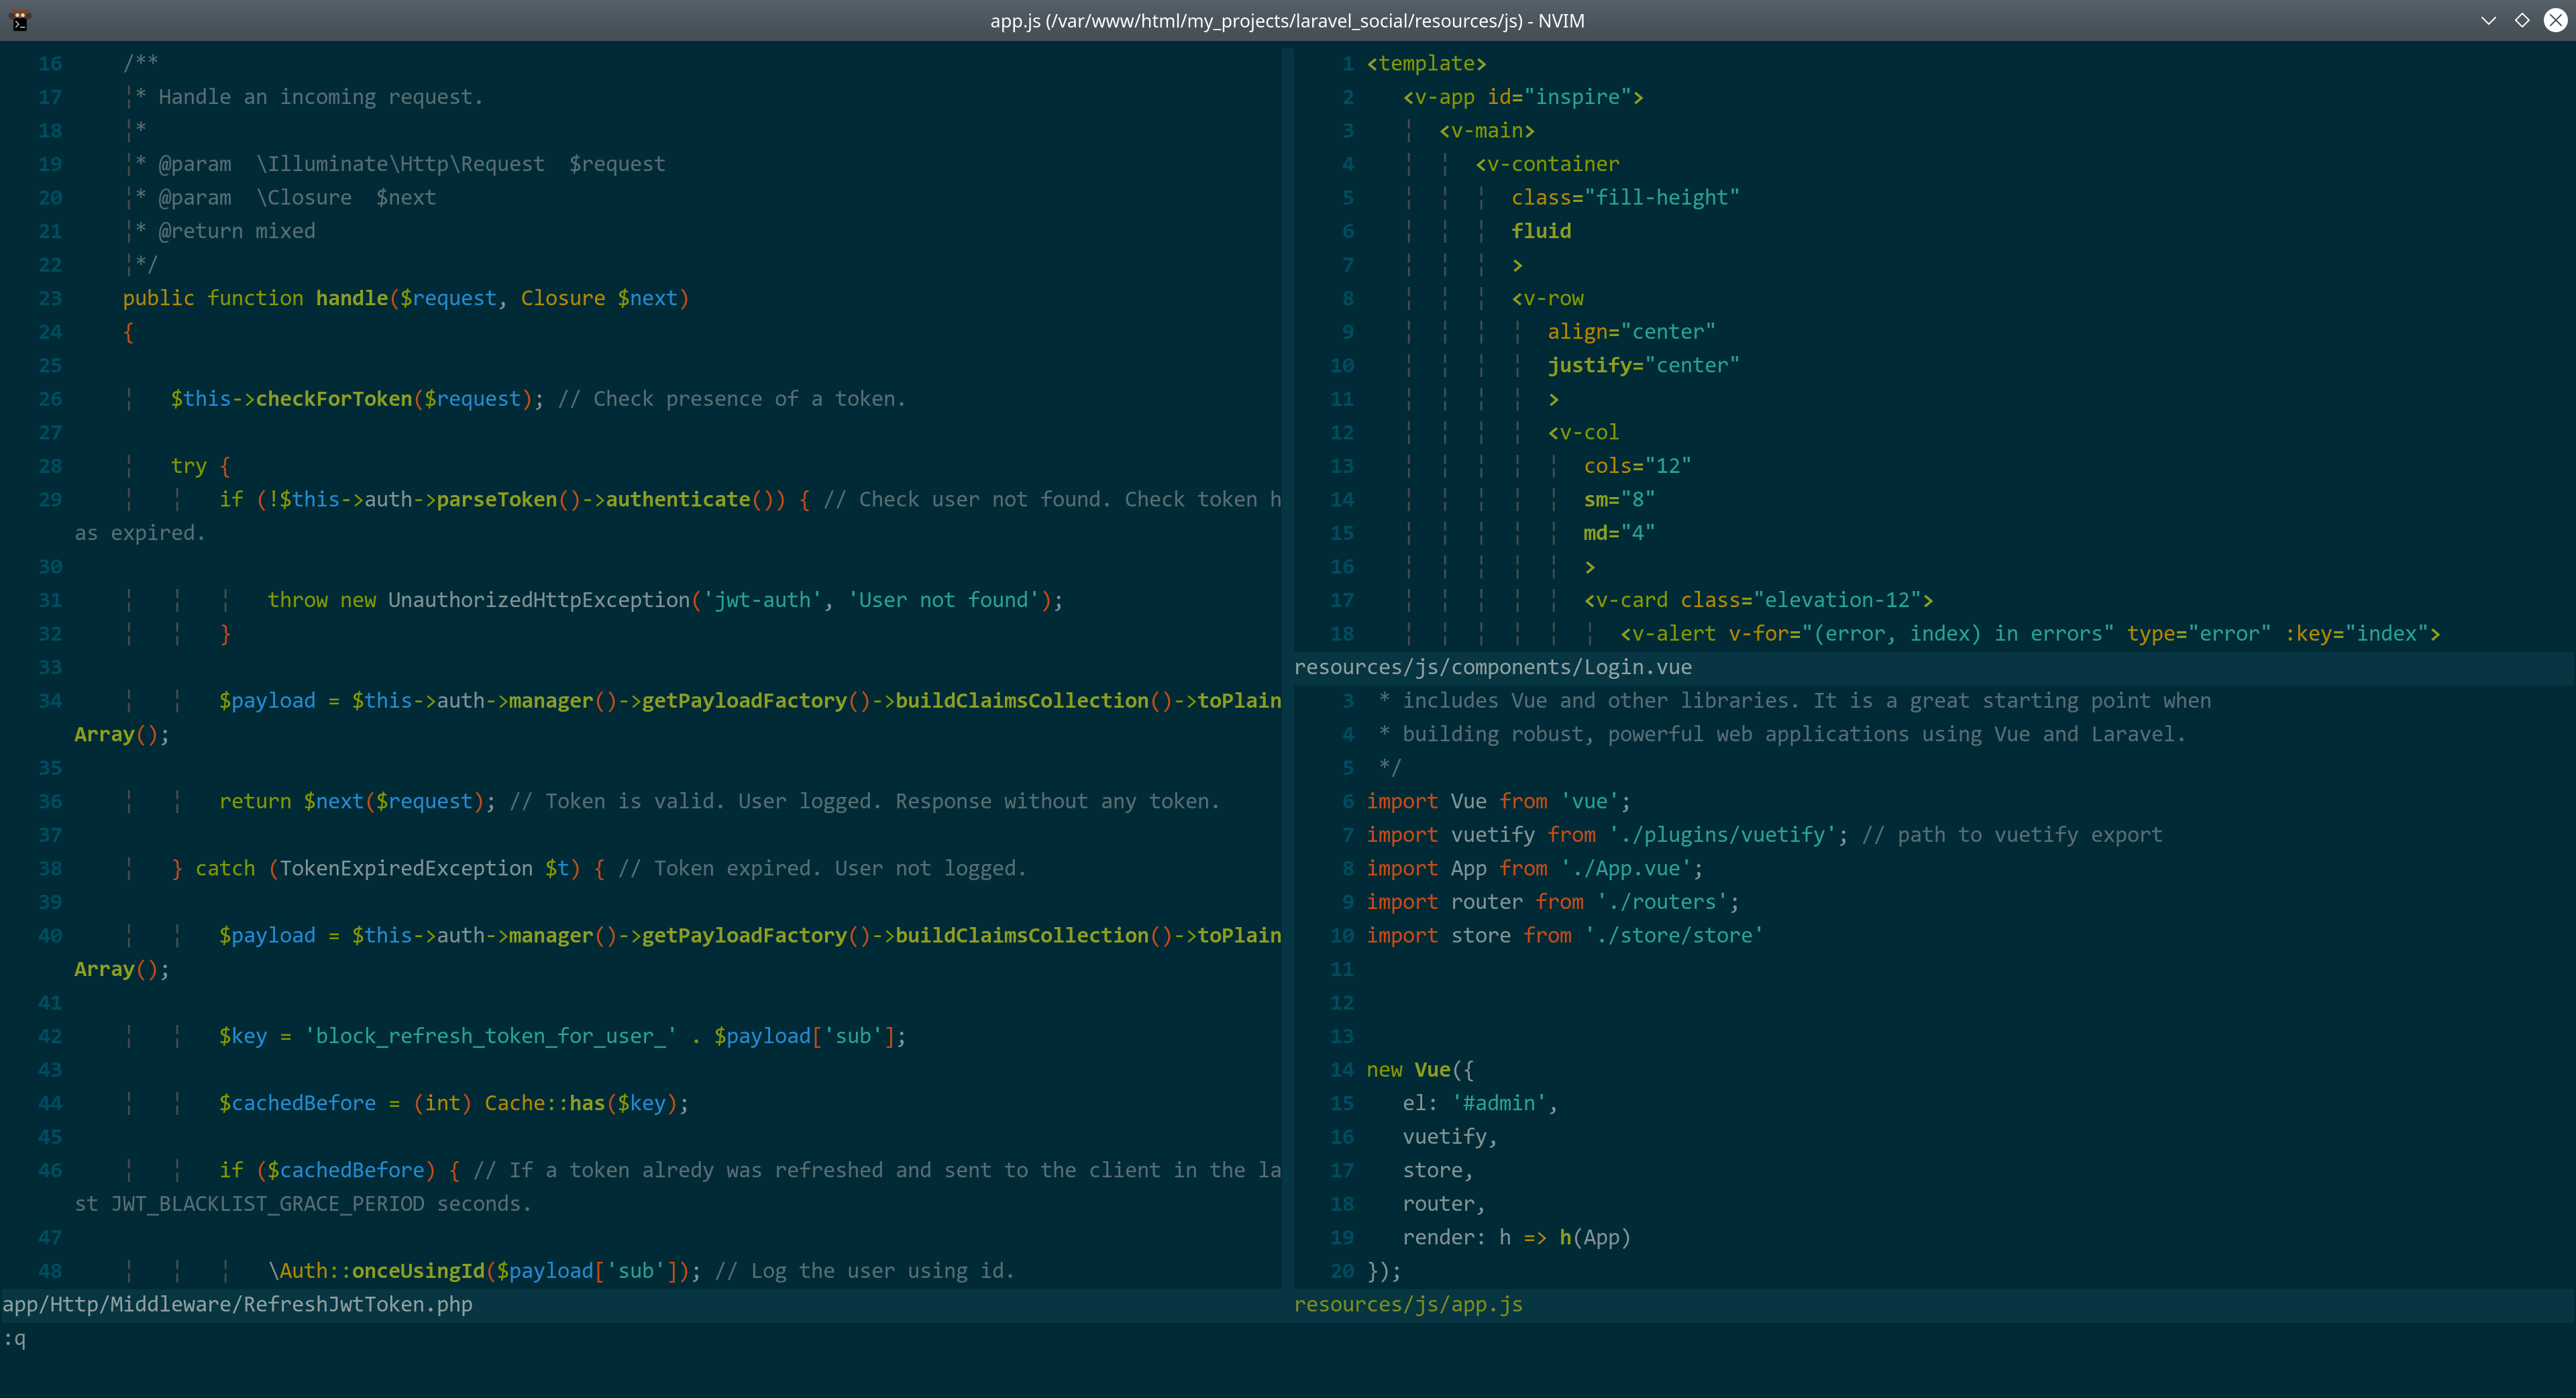 app.js (/var/www/html/my_projects/laravel_social/resources/js) - NVIM
16 /**
17 ¦* Handle an incoming request.
18 ¦*
19 ¦* @param  \Illuminate\Http\Request  $request
20 ¦* @param  \Closure  $next
21 ¦* @return mixed
22 ¦*/
23 public function handle($request, Closure $next)
24 {
25
26 ¦ $this->checkForToken($request); // Check presence of a token.
27
28 ¦ try {
29 ¦ ¦ if (!$this->auth->parseToken()->authenticate()) { // Check user not found. Check token h
as expired.
30
31 ¦ ¦ ¦ throw new UnauthorizedHttpException('jwt-auth', 'User not found');
32 ¦ ¦ }
33
34 ¦ ¦ $payload = $this->auth->manager()->getPayloadFactory()->buildClaimsCollection()->toPlain
Array();
35
36 ¦ ¦ return $next($request); // Token is valid. User logged. Response without any token.
37
38 ¦ } catch (TokenExpiredException $t) { // Token expired. User not logged.
39
40 ¦ ¦ $payload = $this->auth->manager()->getPayloadFactory()->buildClaimsCollection()->toPlain
Array();
41
42 ¦ ¦ $key = 'block_refresh_token_for_user_' . $payload['sub'];
43
44 ¦ ¦ $cachedBefore = (int) Cache::has($key);
45
46 ¦ ¦ if ($cachedBefore) { // If a token alredy was refreshed and sent to the client in the la
st JWT_BLACKLIST_GRACE_PERIOD seconds.
47
48 ¦ ¦ ¦ \Auth::onceUsingId($payload['sub']); // Log the user using id.
app/Http/Middleware/RefreshJwtToken.php
1 <template>
2 <v-app id="inspire">
3 ¦ <v-main>
4 ¦ ¦ <v-container
5 ¦ ¦ ¦ class="fill-height"
6 ¦ ¦ ¦ fluid
7 ¦ ¦ ¦ >
8 ¦ ¦ ¦ <v-row
9 ¦ ¦ ¦ ¦ align="center"
10 ¦ ¦ ¦ ¦ justify="center"
11 ¦ ¦ ¦ ¦ >
12 ¦ ¦ ¦ ¦ <v-col
13 ¦ ¦ ¦ ¦ ¦ cols="12"
14 ¦ ¦ ¦ ¦ ¦ sm="8"
15 ¦ ¦ ¦ ¦ ¦ md="4"
16 ¦ ¦ ¦ ¦ ¦ >
17 ¦ ¦ ¦ ¦ ¦ <v-card class="elevation-12">
18 ¦ ¦ ¦ ¦ ¦ ¦ <v-alert v-for="(error, index) in errors" type="error" :key="index">
resources/js/components/Login.vue
3 * includes Vue and other libraries. It is a great starting point when
4 * building robust, powerful web applications using Vue and Laravel.
5 */
6 import Vue from 'vue';
7 import vuetify from './plugins/vuetify'; // path to vuetify export
8 import App from './App.vue';
9 import router from './routers';
10 import store from './store/store'
11
12
13
14 new Vue({
15 el: '#admin',
16 vuetify,
17 store,
18 router,
19 render: h => h(App)
20 });
resources/js/app.js
:q